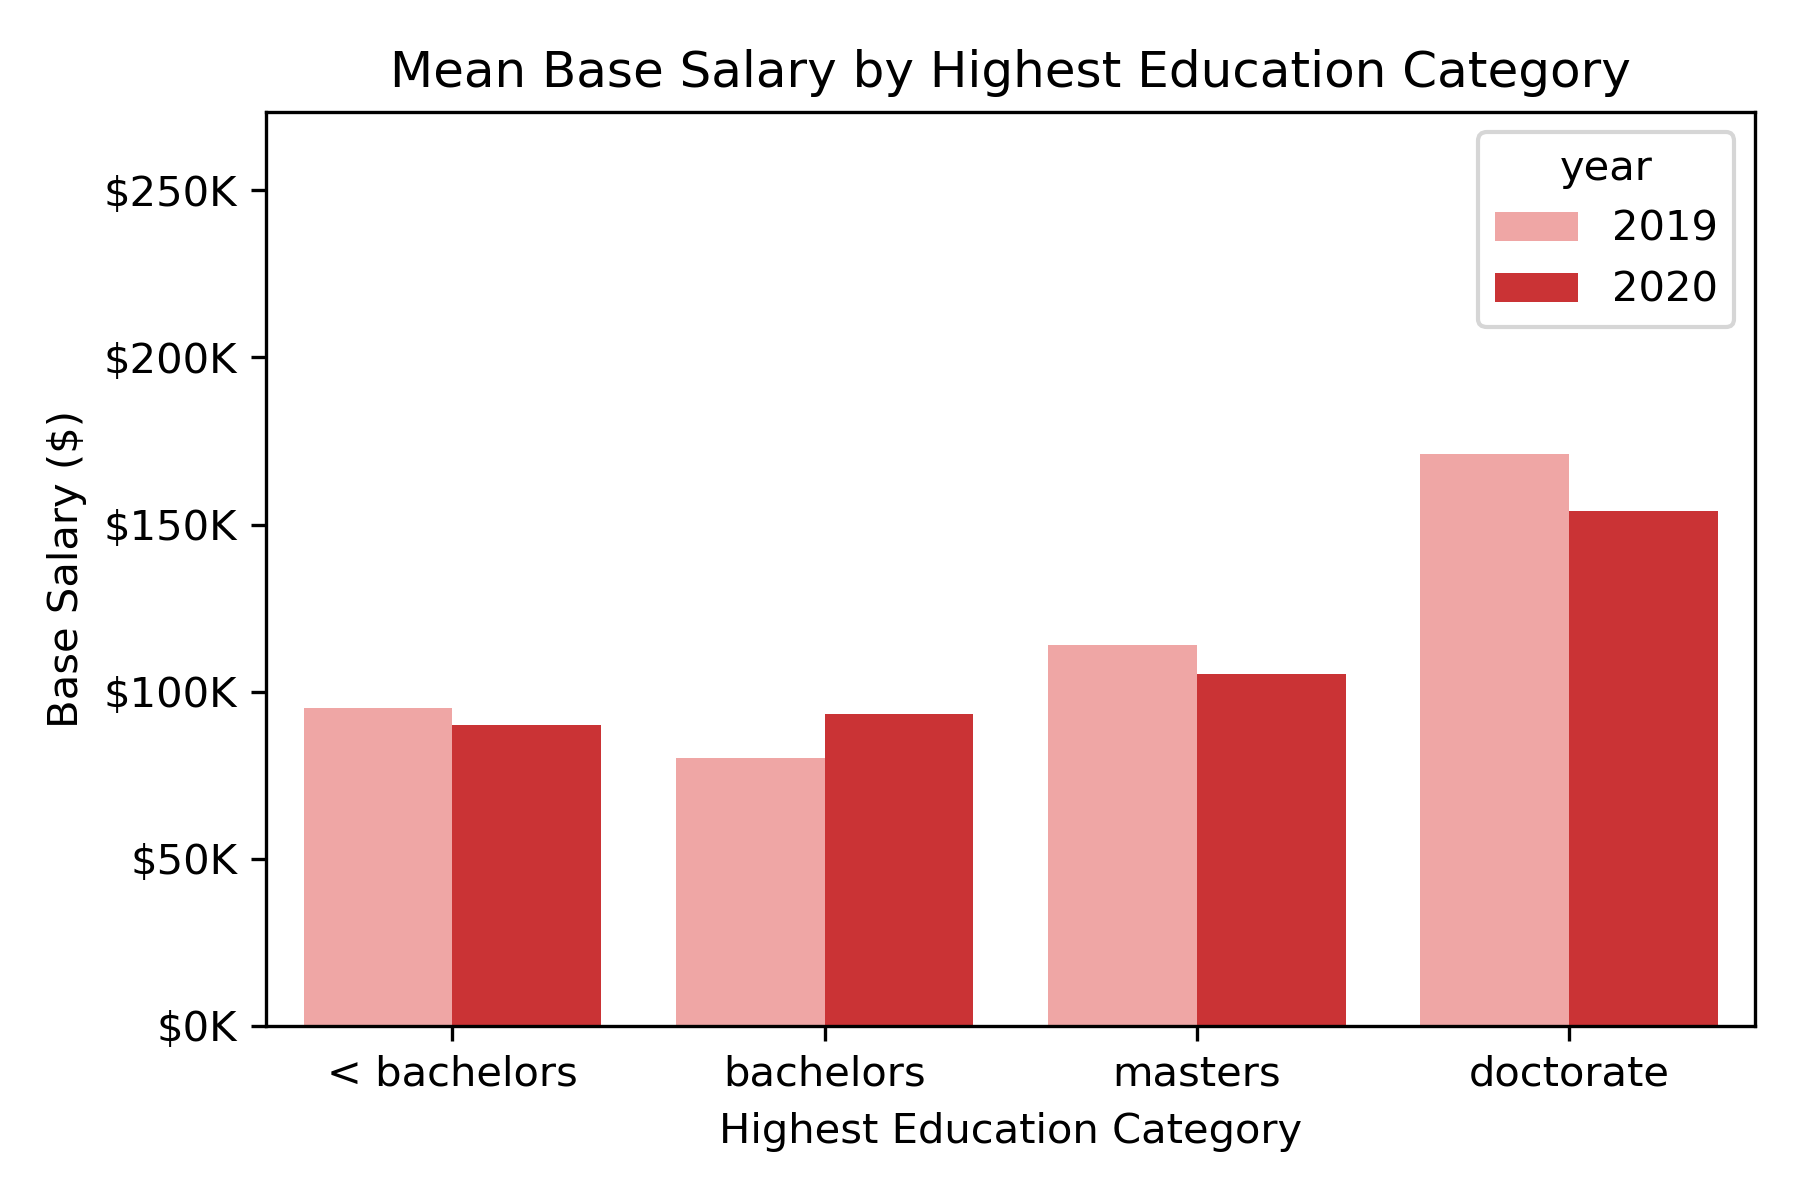 Mean Base Salary by Highest Education Category
year
2019
2020
$250K
$200K
$150K
$100K
$50K
$0K
Base Salary ($)
< bachelors
bachelors
masters
doctorate
Highest Education Category